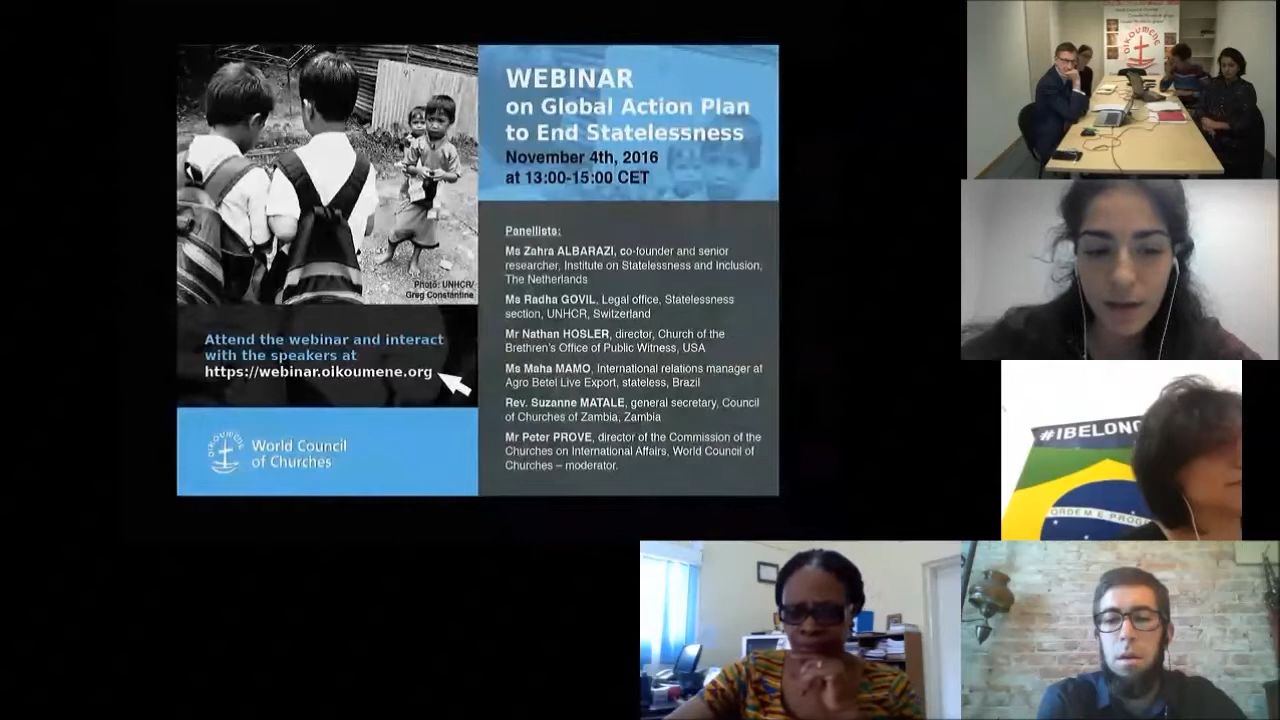 WEBINAR
on Global Action Plan
to End Statelessness
November 4th, 2016
at 13:00-15:00 CET
Photo: UNHCR/
Greg Constantine
Attend the webinar and interact
with the speakers at
https://webinar.oikoumene.org
OIKOUMENE
World Council
of Churches
Panellists:
Ms Zahra ALBARAZI, co-founder and senior
researcher, Institute on Statelessness and Inclusion,
The Netherlands
Ms Radha GOVIL, Legal office, Statelessness
section, UNHCR, Switzerland
Mr Nathan HOSLER, director, Church of the
Brethren's Office of Public Witness, USA
Ms Maha MAMO, International relations manager at
Agro Betel Live Export, stateless, Brazil
Rev. Suzanne MATALE, general secretary, Council
of Churches of Zambia, Zambia
Mr Peter PROVE, director of the Commission of the
Churches on International Affairs, World Council of
Churches – moderator.
OIKOUMENE
#IBELONG
ORDEM E PROG